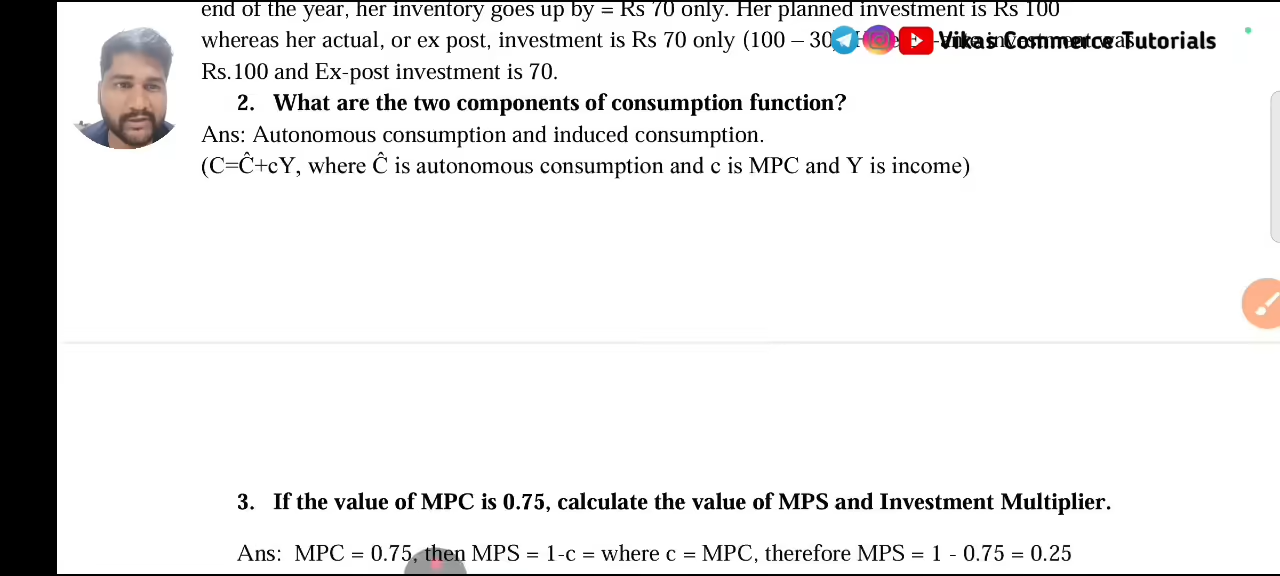 end of the year, her inventory goes up by = Rs 70 only. Her planned investment is Rs 100
whereas her actual, or ex post, investment is Rs 70 only (100 – 30
Vikas Commerce Tutorials
Rs.100 and Ex-post investment is 70.
2. What are the two components of consumption function?
Ans: Autonomous consumption and induced consumption.
(C=Ĉ+cY, where Ĉ is autonomous consumption and c is MPC and Y is income)
3. If the value of MPC is 0.75, calculate the value of MPS and Investment Multiplier.
Ans: MPC = 0.75, then MPS = 1-c = where c = MPC, therefore MPS = 1 - 0.75 = 0.25